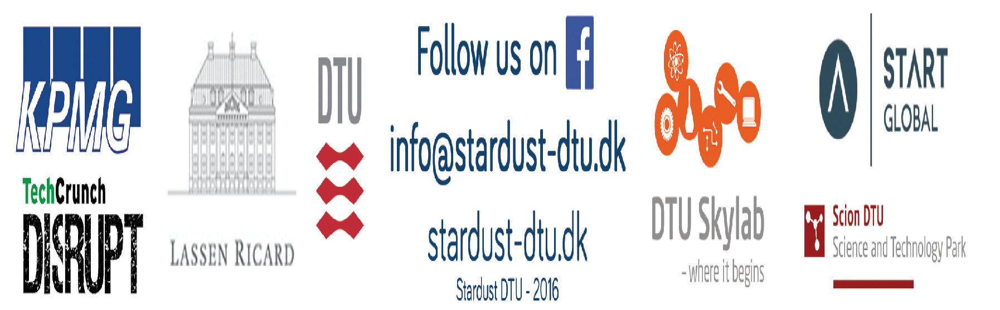 KPMG
TechCrunch
DISRUPT
LASSEN RICARD
DTU
Follow us on f
info@stardust-dtu.dk
stardust-dtu.dk
Stardust DTU - 2016
DTU Skylab
- where it begins
START
GLOBAL
Scion DTU
Science and Technology Park